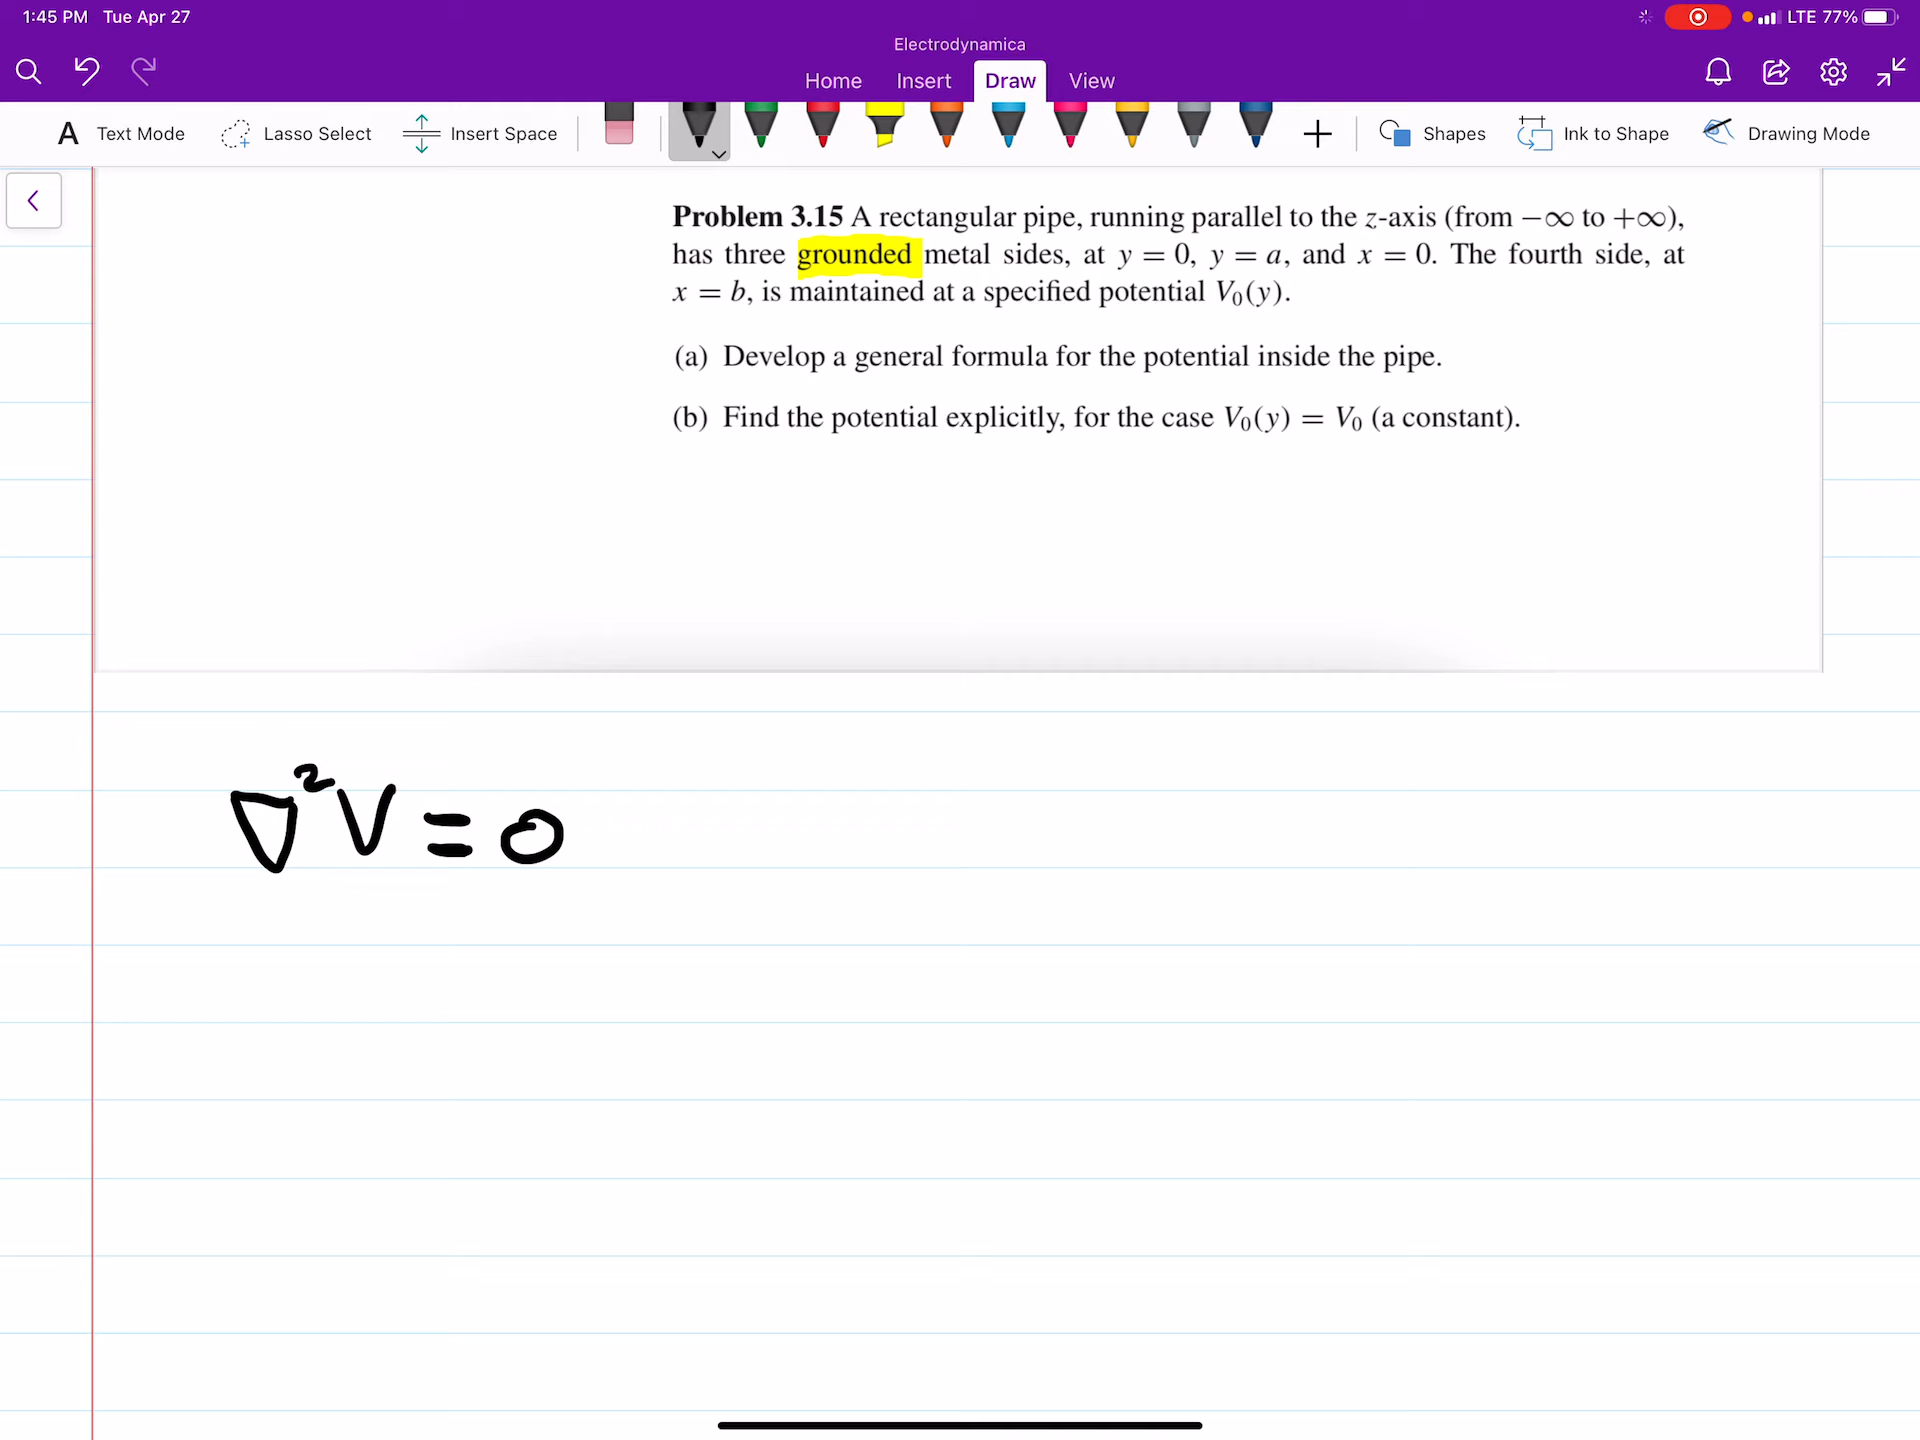 1:45 PM Tue Apr 27
LTE 77%
Electrodynamica
Home Insert Draw View
A Text Mode Lasso Select Insert Space Shapes Ink to Shape Drawing Mode
Problem 3.15 A rectangular pipe, running parallel to the z-axis (from −∞ to +∞),
has three grounded metal sides, at y = 0, y = a, and x = 0. The fourth side, at
x = b, is maintained at a specified potential V₀(y).
(a) Develop a general formula for the potential inside the pipe.
(b) Find the potential explicitly, for the case V₀(y) = V₀ (a constant).
∇²V = 0